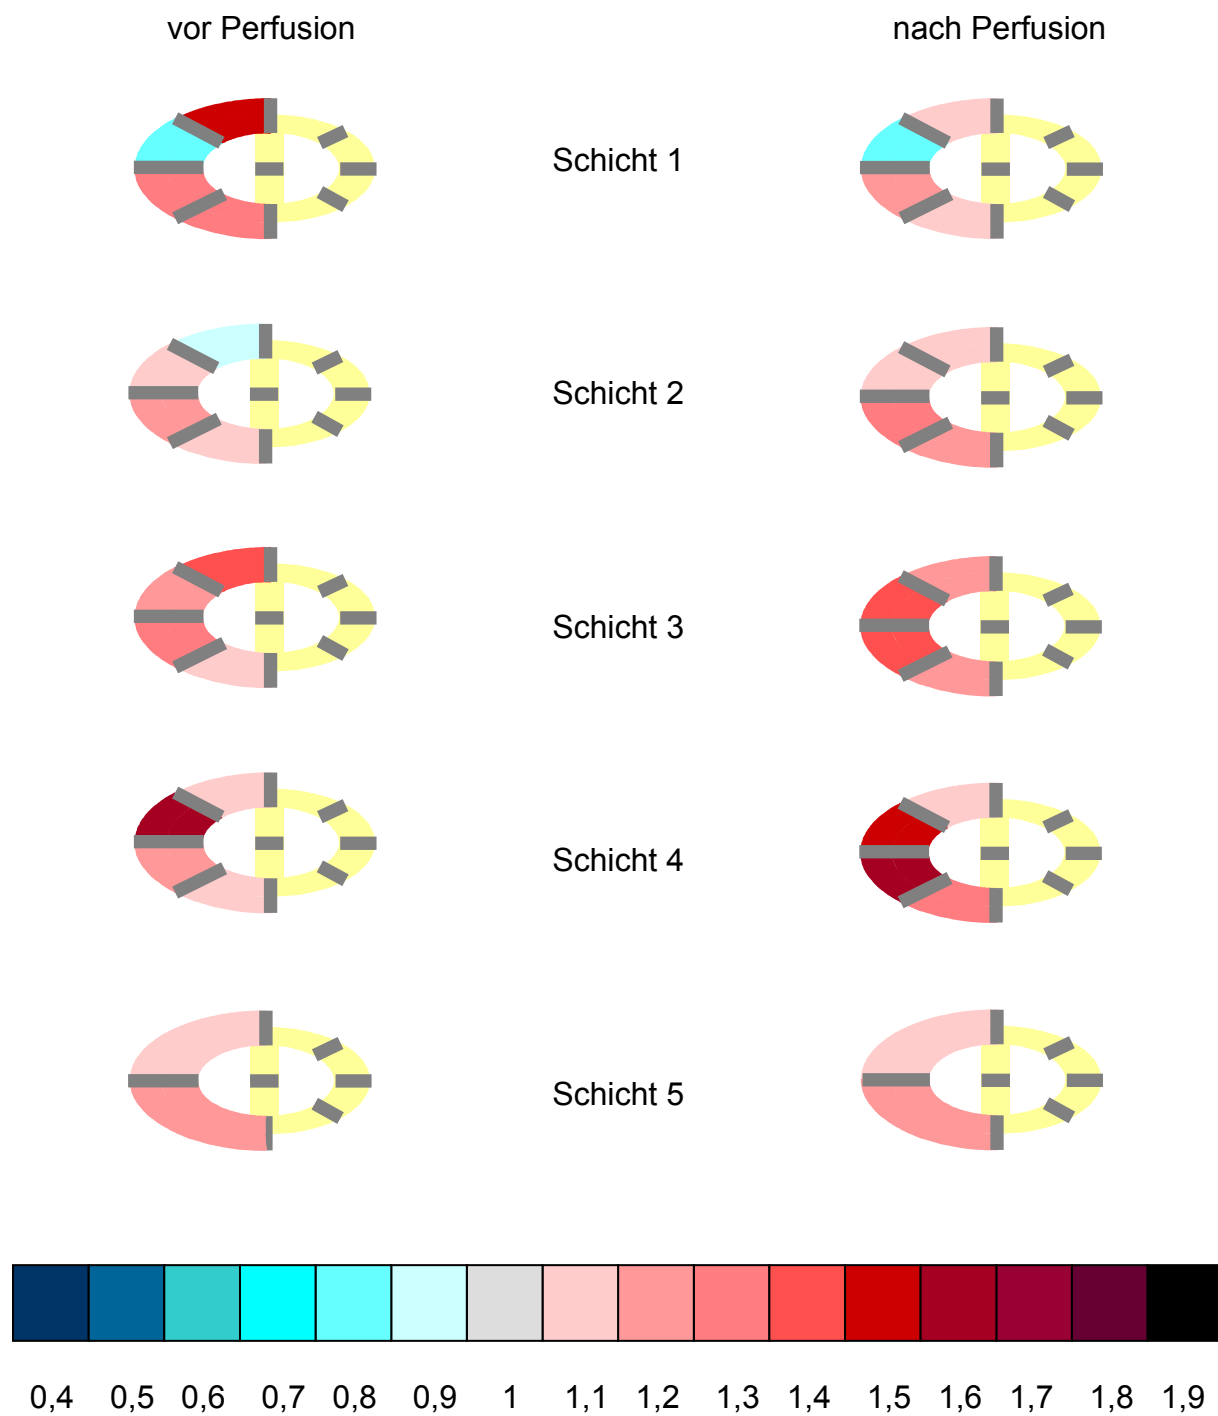 vor Perfusion nach Perfusion
Schicht 1
Schicht 2
Schicht 3
Schicht 4
Schicht 5
0,4 0,5 0,6 0,7 0,8 0,9 1 1,1 1,2 1,3 1,4 1,5 1,6 1,7 1,8 1,9